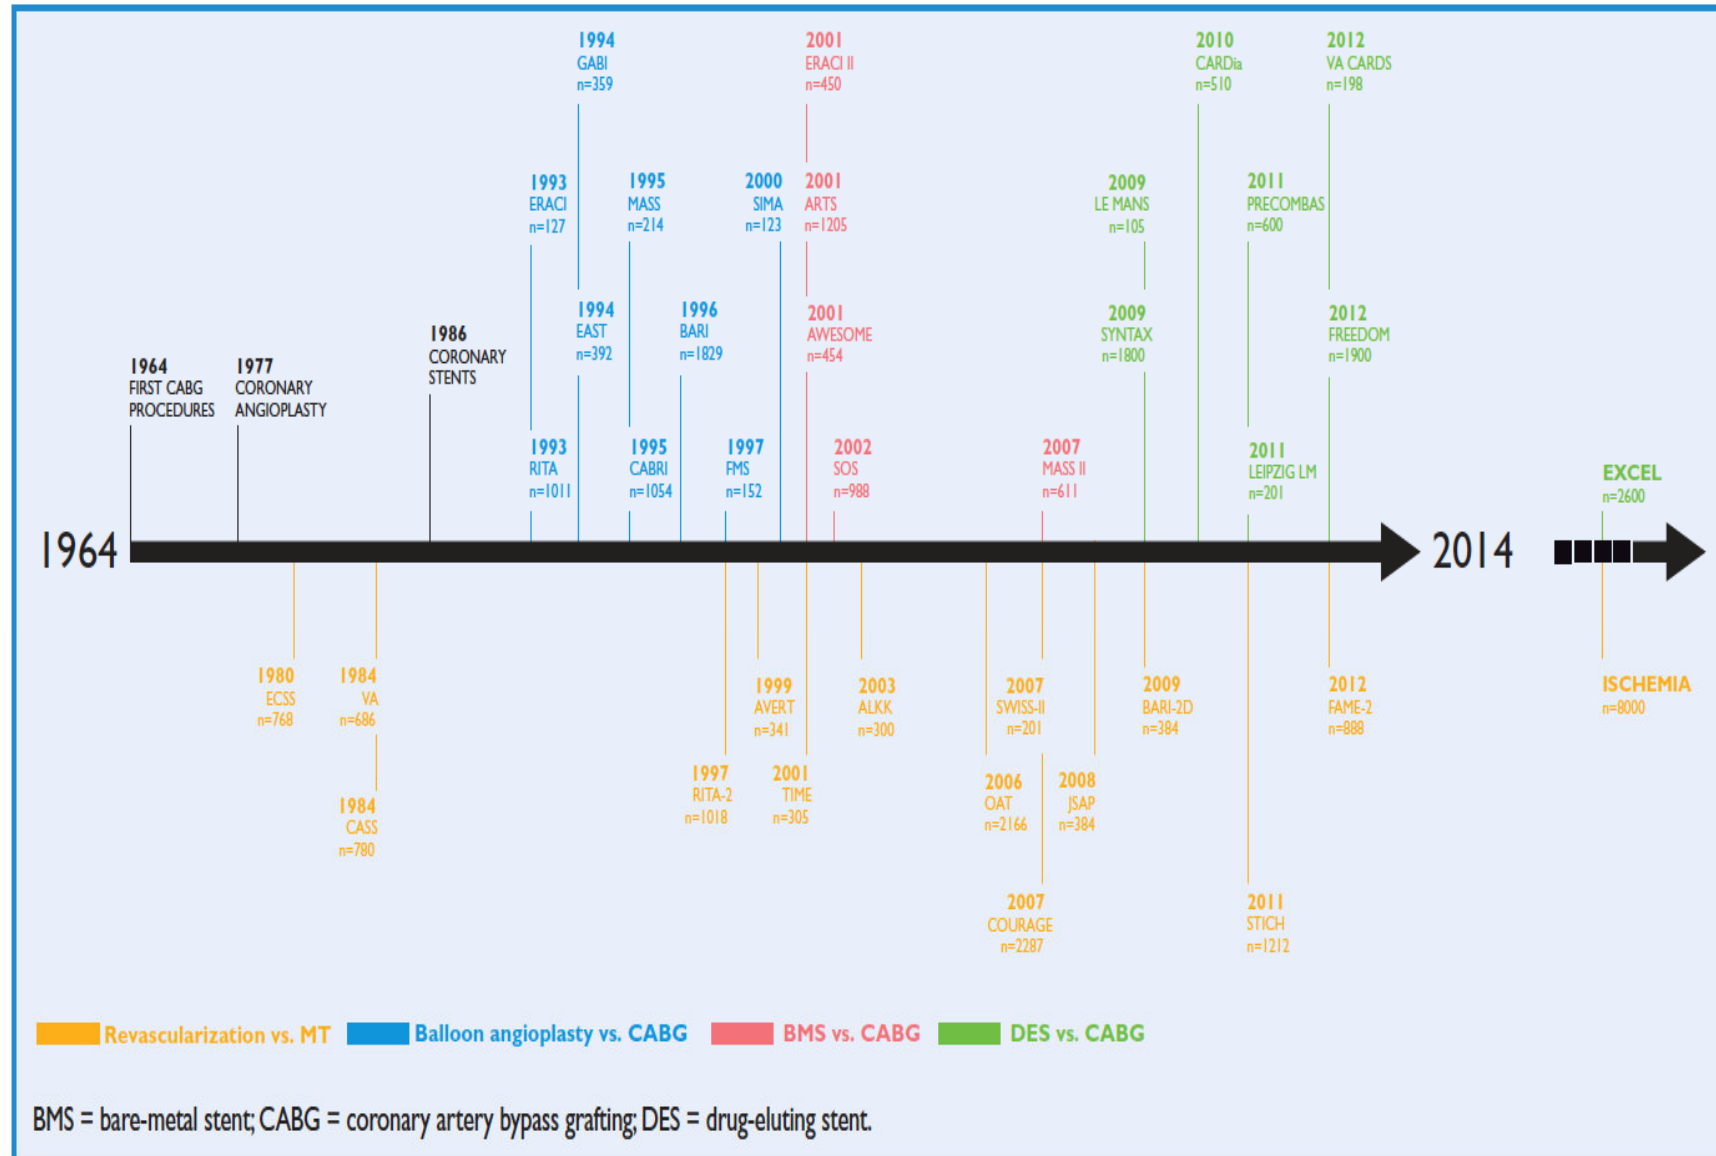 1994
GABI
n=359
2001
ERACI II
n=450
2010
CARDia
n=510
2012
VA CARDS
n=198
1993
ERACI
n=127
1995
MASS
n=214
2000
SIMA
n=123
2001
ARTS
n=1205
2009
LE MANS
n=105
2011
PRECOMBAS
n=600
1994
EAST
n=392
1996
BARI
n=1829
2001
AWESOME
n=454
2009
SYNTAX
n=1800
2012
FREEDOM
n=1900
1964
FIRST CABG
PROCEDURES
1977
CORONARY
ANGIOPLASTY
1986
CORONARY
STENTS
1993
RITA
n=1011
1995
CABRI
n=1054
1997
FMS
n=152
2002
SOS
n=988
2007
MASS II
n=611
2011
LEIPZIG LM
n=201
EXCEL
n=2600
1964
2014
1980
ECSS
n=768
1984
VA
n=686
1984
CASS
n=780
1997
RITA-2
n=1018
1999
AVERT
n=341
2001
TIME
n=305
2003
ALKK
n=300
2006
OAT
n=2166
2007
SWISS-II
n=201
2007
COURAGE
n=2287
2008
JSAP
n=384
2009
BARI-2D
n=384
2011
STICH
n=1212
2012
FAME-2
n=888
ISCHEMIA
n=8000
Revascularization vs. MT
Balloon angioplasty vs. CABG
BMS vs. CABG
DES vs. CABG
BMS = bare-metal stent; CABG = coronary artery bypass grafting; DES = drug-eluting stent.